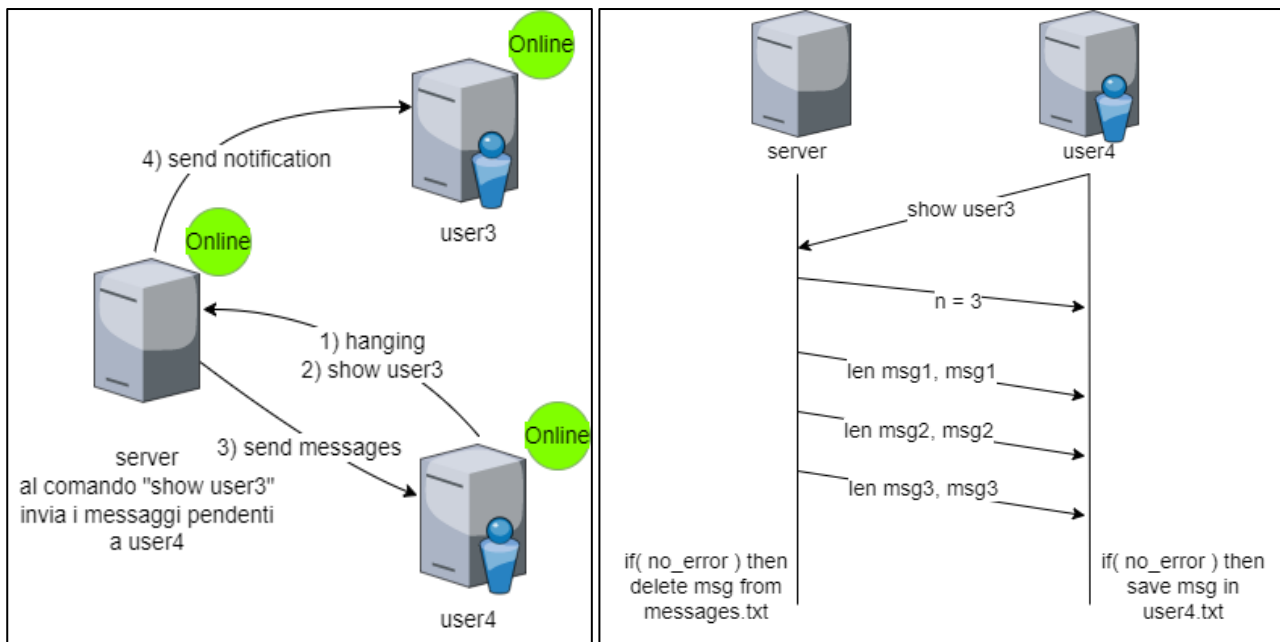 Online
4) send notification
user3
Online
1) hanging
2) show user3
3) send messages
Online
server
al comando "show user3"
invia i messaggi pendenti
a user4
user4
server
user4
show user3
n = 3
len msg1, msg1
len msg2, msg2
len msg3, msg3
if( no_error ) then
delete msg from
messages.txt
if( no_error ) then
save msg in
user4.txt